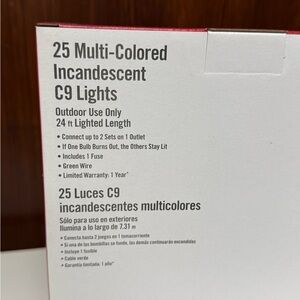 25 Multi-Colored
Incandescent
C9 Lights
Outdoor Use Only
24 ft Lighted Length
• Connect up to 2 Sets on 1 Outlet
• If One Bulb Burns Out, the Others Stay Lit
• Includes 1 Fuse
• Green Wire
• Limited Warranty: 1 Year*
25 Luces C9
incandescentes multicolores
Sólo para uso en exteriores
Ilumina a lo largo de 7.31 m
• Conecta hasta 2 juegos en 1 tomacorriente
• Si una de las bombillas se funde, las demás continuarán encendidas
• Incluye 1 fusible
• Cable verde
• Garantía limitada: 1 año*